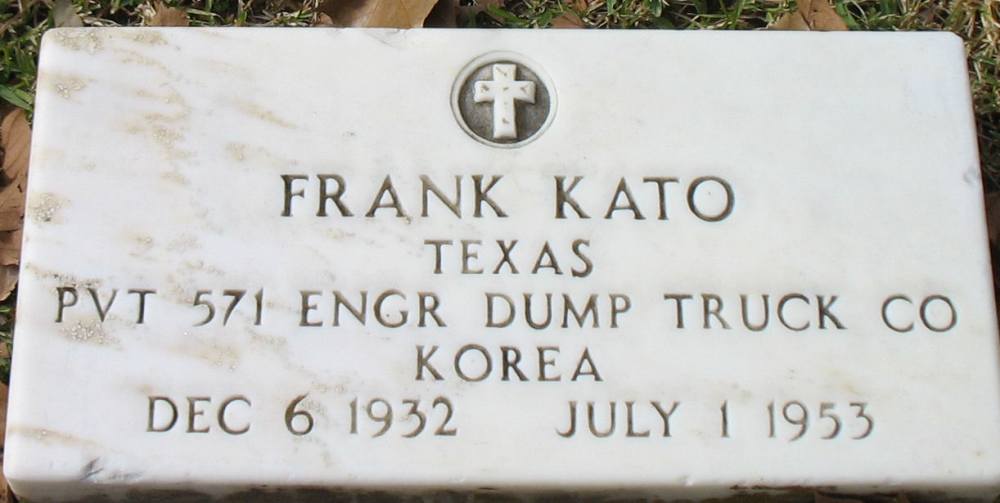 FRANK KATO
TEXAS
PVT 571 ENGR DUMP TRUCK CO
KOREA
DEC 6 1932 JULY 1 1953